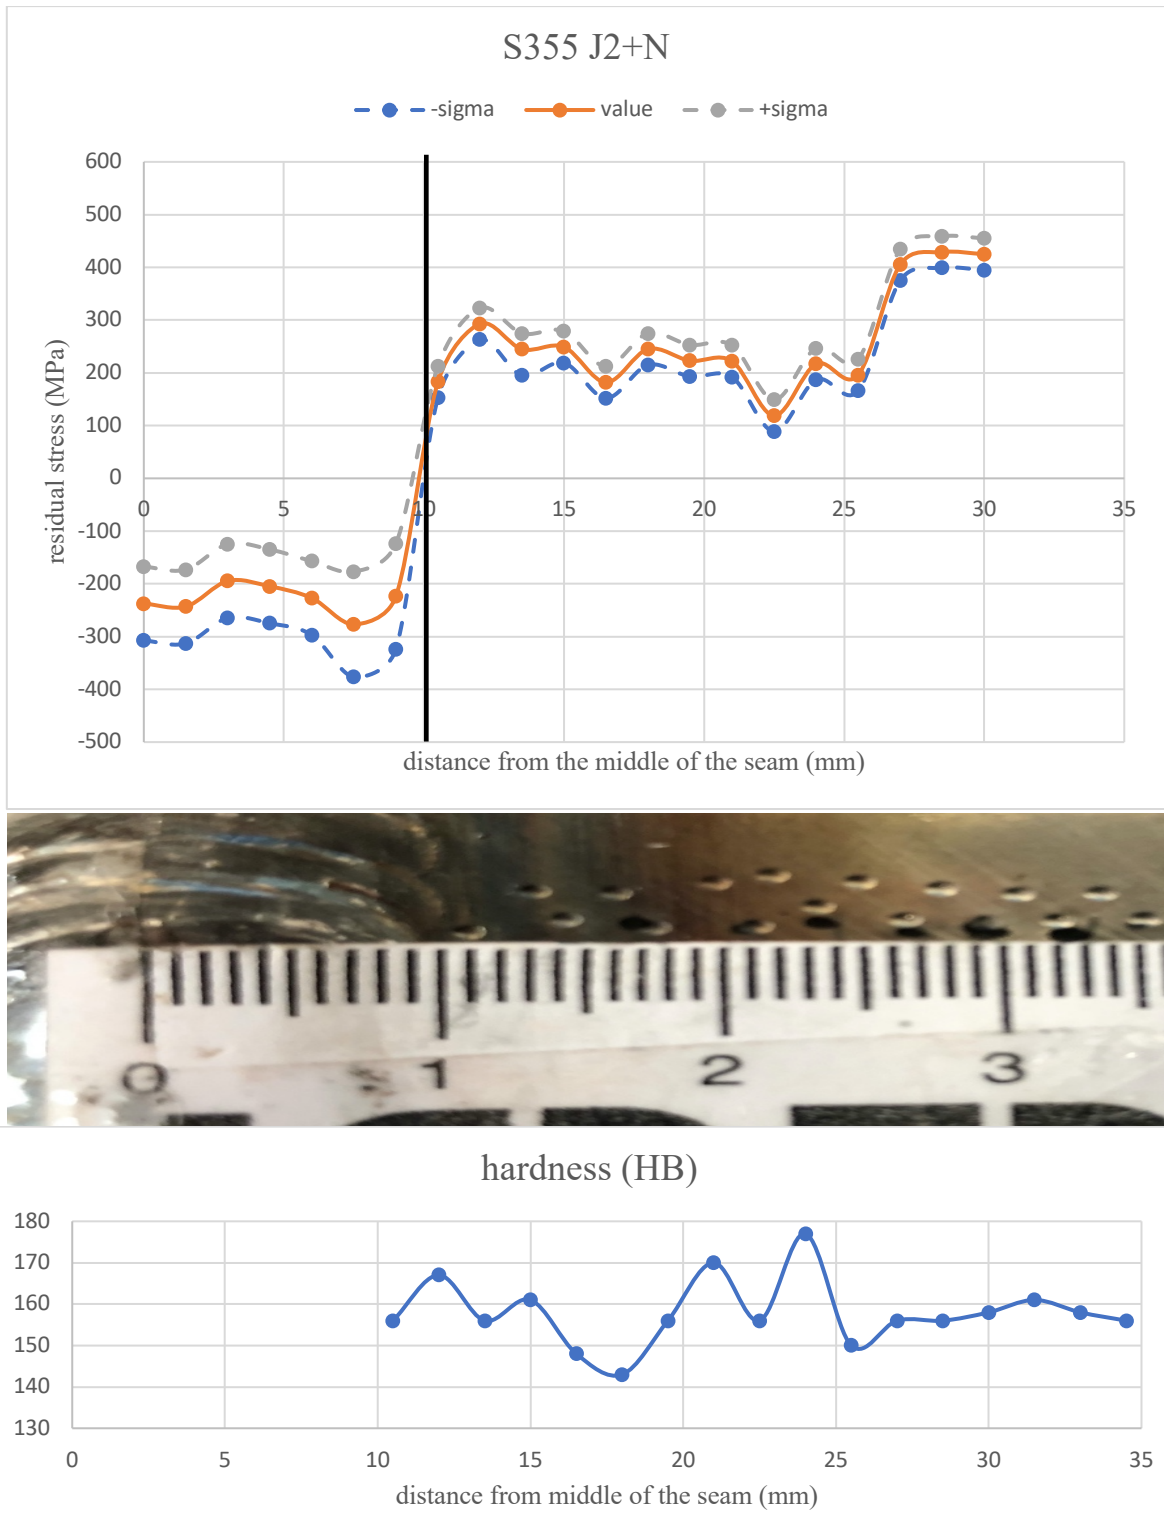 S355 J2+N
-sigma value +sigma
600
500
400
300
200
100
0
-100
-200
-300
-400
-500
residual stress (MPa)
0 5 10 15 20 25 30 35
distance from the middle of the seam (mm)
0 1 2 3
hardness (HB)
180
170
160
150
140
130
0 5 10 15 20 25 30 35
distance from middle of the seam (mm)